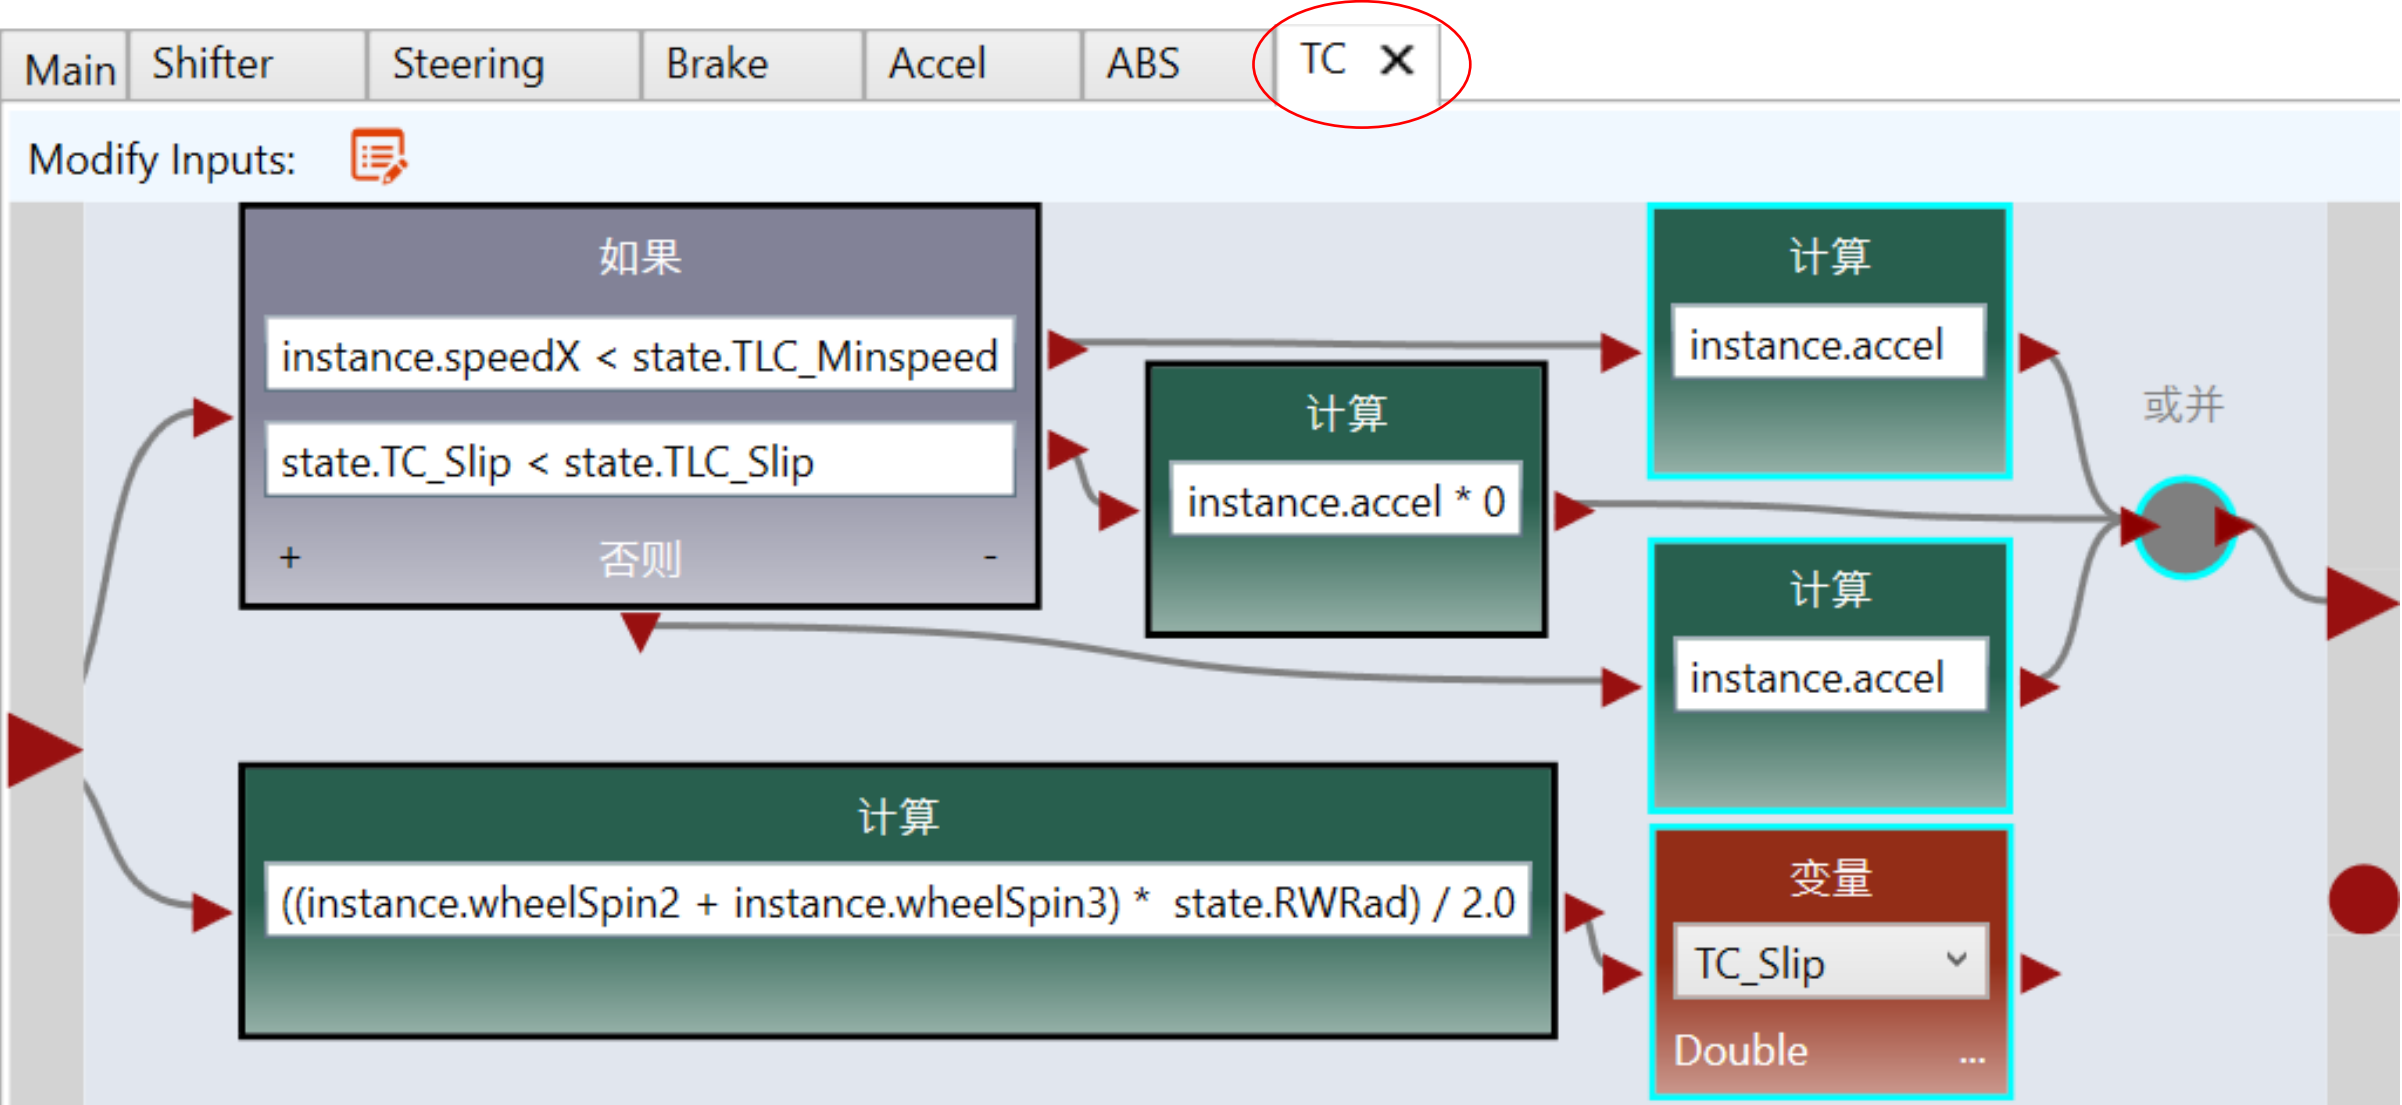 Main Shifter Steering Brake Accel ABS TC
Modify Inputs:
如果
instance.speedX < state.TLC_Minspeed
state.TC_Slip < state.TLC_Slip
+ 否则 -
计算
instance.accel * 0
计算
instance.accel
或并
计算
instance.accel
计算
((instance.wheelSpin2 + instance.wheelSpin3) * state.RWRad) / 2.0
变量
TC_Slip
Double ...